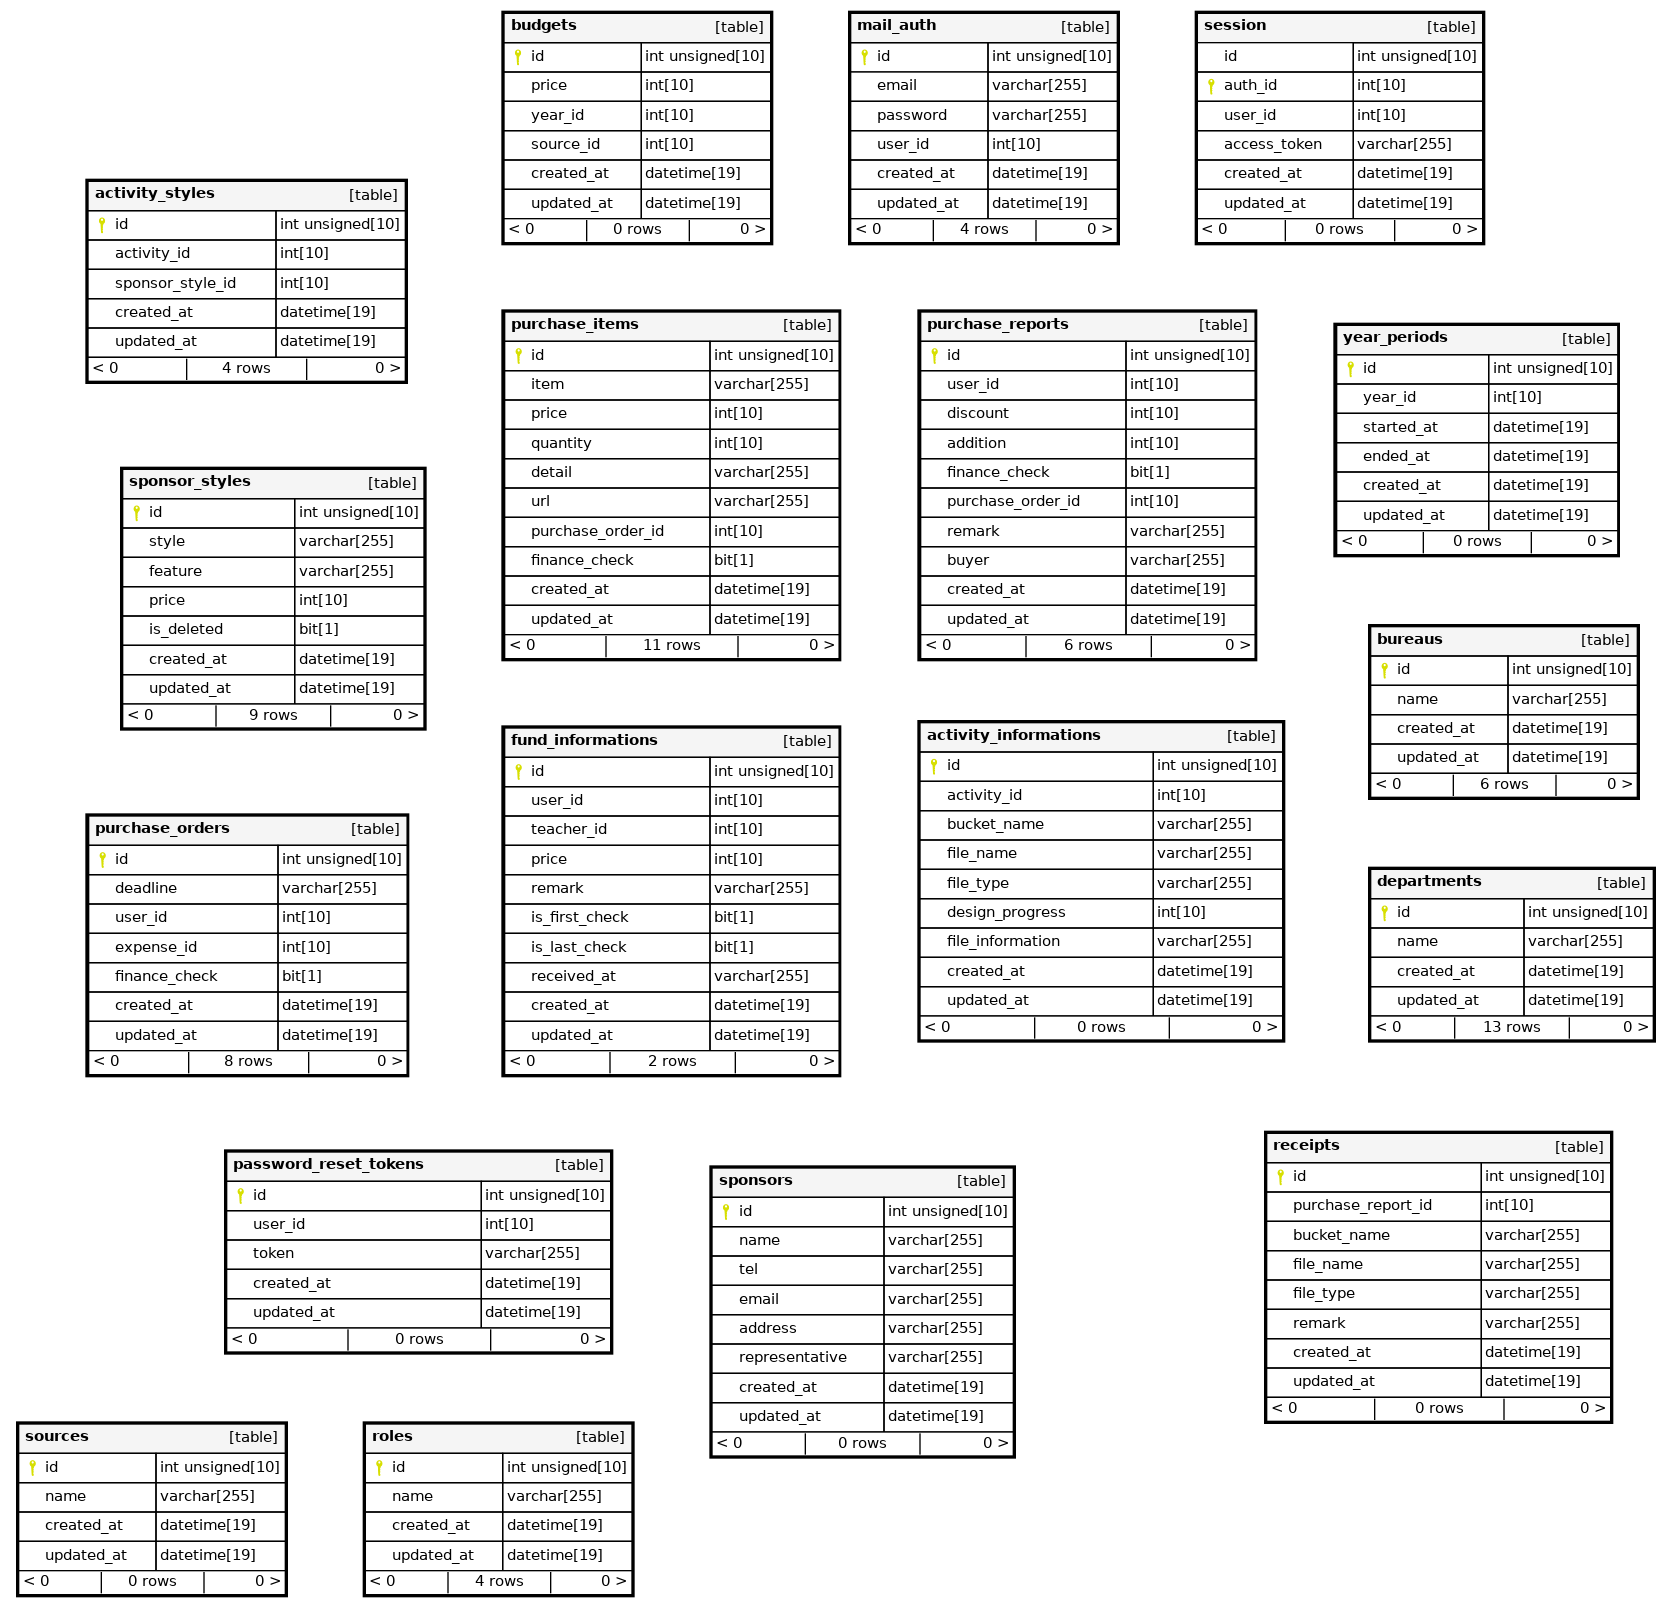 budgets [table]
id int unsigned[10]
price int[10]
year_id int[10]
source_id int[10]
created_at datetime[19]
updated_at datetime[19]
< 0 0 rows 0 >
mail_auth [table]
id int unsigned[10]
email varchar[255]
password varchar[255]
user_id int[10]
created_at datetime[19]
updated_at datetime[19]
< 0 4 rows 0 >
session [table]
id int unsigned[10]
auth_id int[10]
user_id int[10]
access_token varchar[255]
created_at datetime[19]
updated_at datetime[19]
< 0 0 rows 0 >
activity_styles [table]
id int unsigned[10]
activity_id int[10]
sponsor_style_id int[10]
created_at datetime[19]
updated_at datetime[19]
< 0 4 rows 0 >
purchase_items [table]
id int unsigned[10]
item varchar[255]
price int[10]
quantity int[10]
detail varchar[255]
url varchar[255]
purchase_order_id int[10]
finance_check bit[1]
created_at datetime[19]
updated_at datetime[19]
< 0 11 rows 0 >
purchase_reports [table]
id int unsigned[10]
user_id int[10]
discount int[10]
addition int[10]
finance_check bit[1]
purchase_order_id int[10]
remark varchar[255]
buyer varchar[255]
created_at datetime[19]
updated_at datetime[19]
< 0 6 rows 0 >
year_periods [table]
id int unsigned[10]
year_id int[10]
started_at datetime[19]
ended_at datetime[19]
created_at datetime[19]
updated_at datetime[19]
< 0 0 rows 0 >
sponsor_styles [table]
id int unsigned[10]
style varchar[255]
feature varchar[255]
price int[10]
is_deleted bit[1]
created_at datetime[19]
updated_at datetime[19]
< 0 9 rows 0 >
bureaus [table]
id int unsigned[10]
name varchar[255]
created_at datetime[19]
updated_at datetime[19]
< 0 6 rows 0 >
fund_informations [table]
id int unsigned[10]
user_id int[10]
teacher_id int[10]
price int[10]
remark varchar[255]
is_first_check bit[1]
is_last_check bit[1]
received_at varchar[255]
created_at datetime[19]
updated_at datetime[19]
< 0 2 rows 0 >
activity_informations [table]
id int unsigned[10]
activity_id int[10]
bucket_name varchar[255]
file_name varchar[255]
file_type varchar[255]
design_progress int[10]
file_information varchar[255]
created_at datetime[19]
updated_at datetime[19]
< 0 0 rows 0 >
purchase_orders [table]
id int unsigned[10]
deadline varchar[255]
user_id int[10]
expense_id int[10]
finance_check bit[1]
created_at datetime[19]
updated_at datetime[19]
< 0 8 rows 0 >
departments [table]
id int unsigned[10]
name varchar[255]
created_at datetime[19]
updated_at datetime[19]
< 0 13 rows 0 >
password_reset_tokens [table]
id int unsigned[10]
user_id int[10]
token varchar[255]
created_at datetime[19]
updated_at datetime[19]
< 0 0 rows 0 >
sponsors [table]
id int unsigned[10]
name varchar[255]
tel varchar[255]
email varchar[255]
address varchar[255]
representative varchar[255]
created_at datetime[19]
updated_at datetime[19]
< 0 0 rows 0 >
receipts [table]
id int unsigned[10]
purchase_report_id int[10]
bucket_name varchar[255]
file_name varchar[255]
file_type varchar[255]
remark varchar[255]
created_at datetime[19]
updated_at datetime[19]
< 0 0 rows 0 >
sources [table]
id int unsigned[10]
name varchar[255]
created_at datetime[19]
updated_at datetime[19]
< 0 0 rows 0 >
roles [table]
id int unsigned[10]
name varchar[255]
created_at datetime[19]
updated_at datetime[19]
< 0 4 rows 0 >